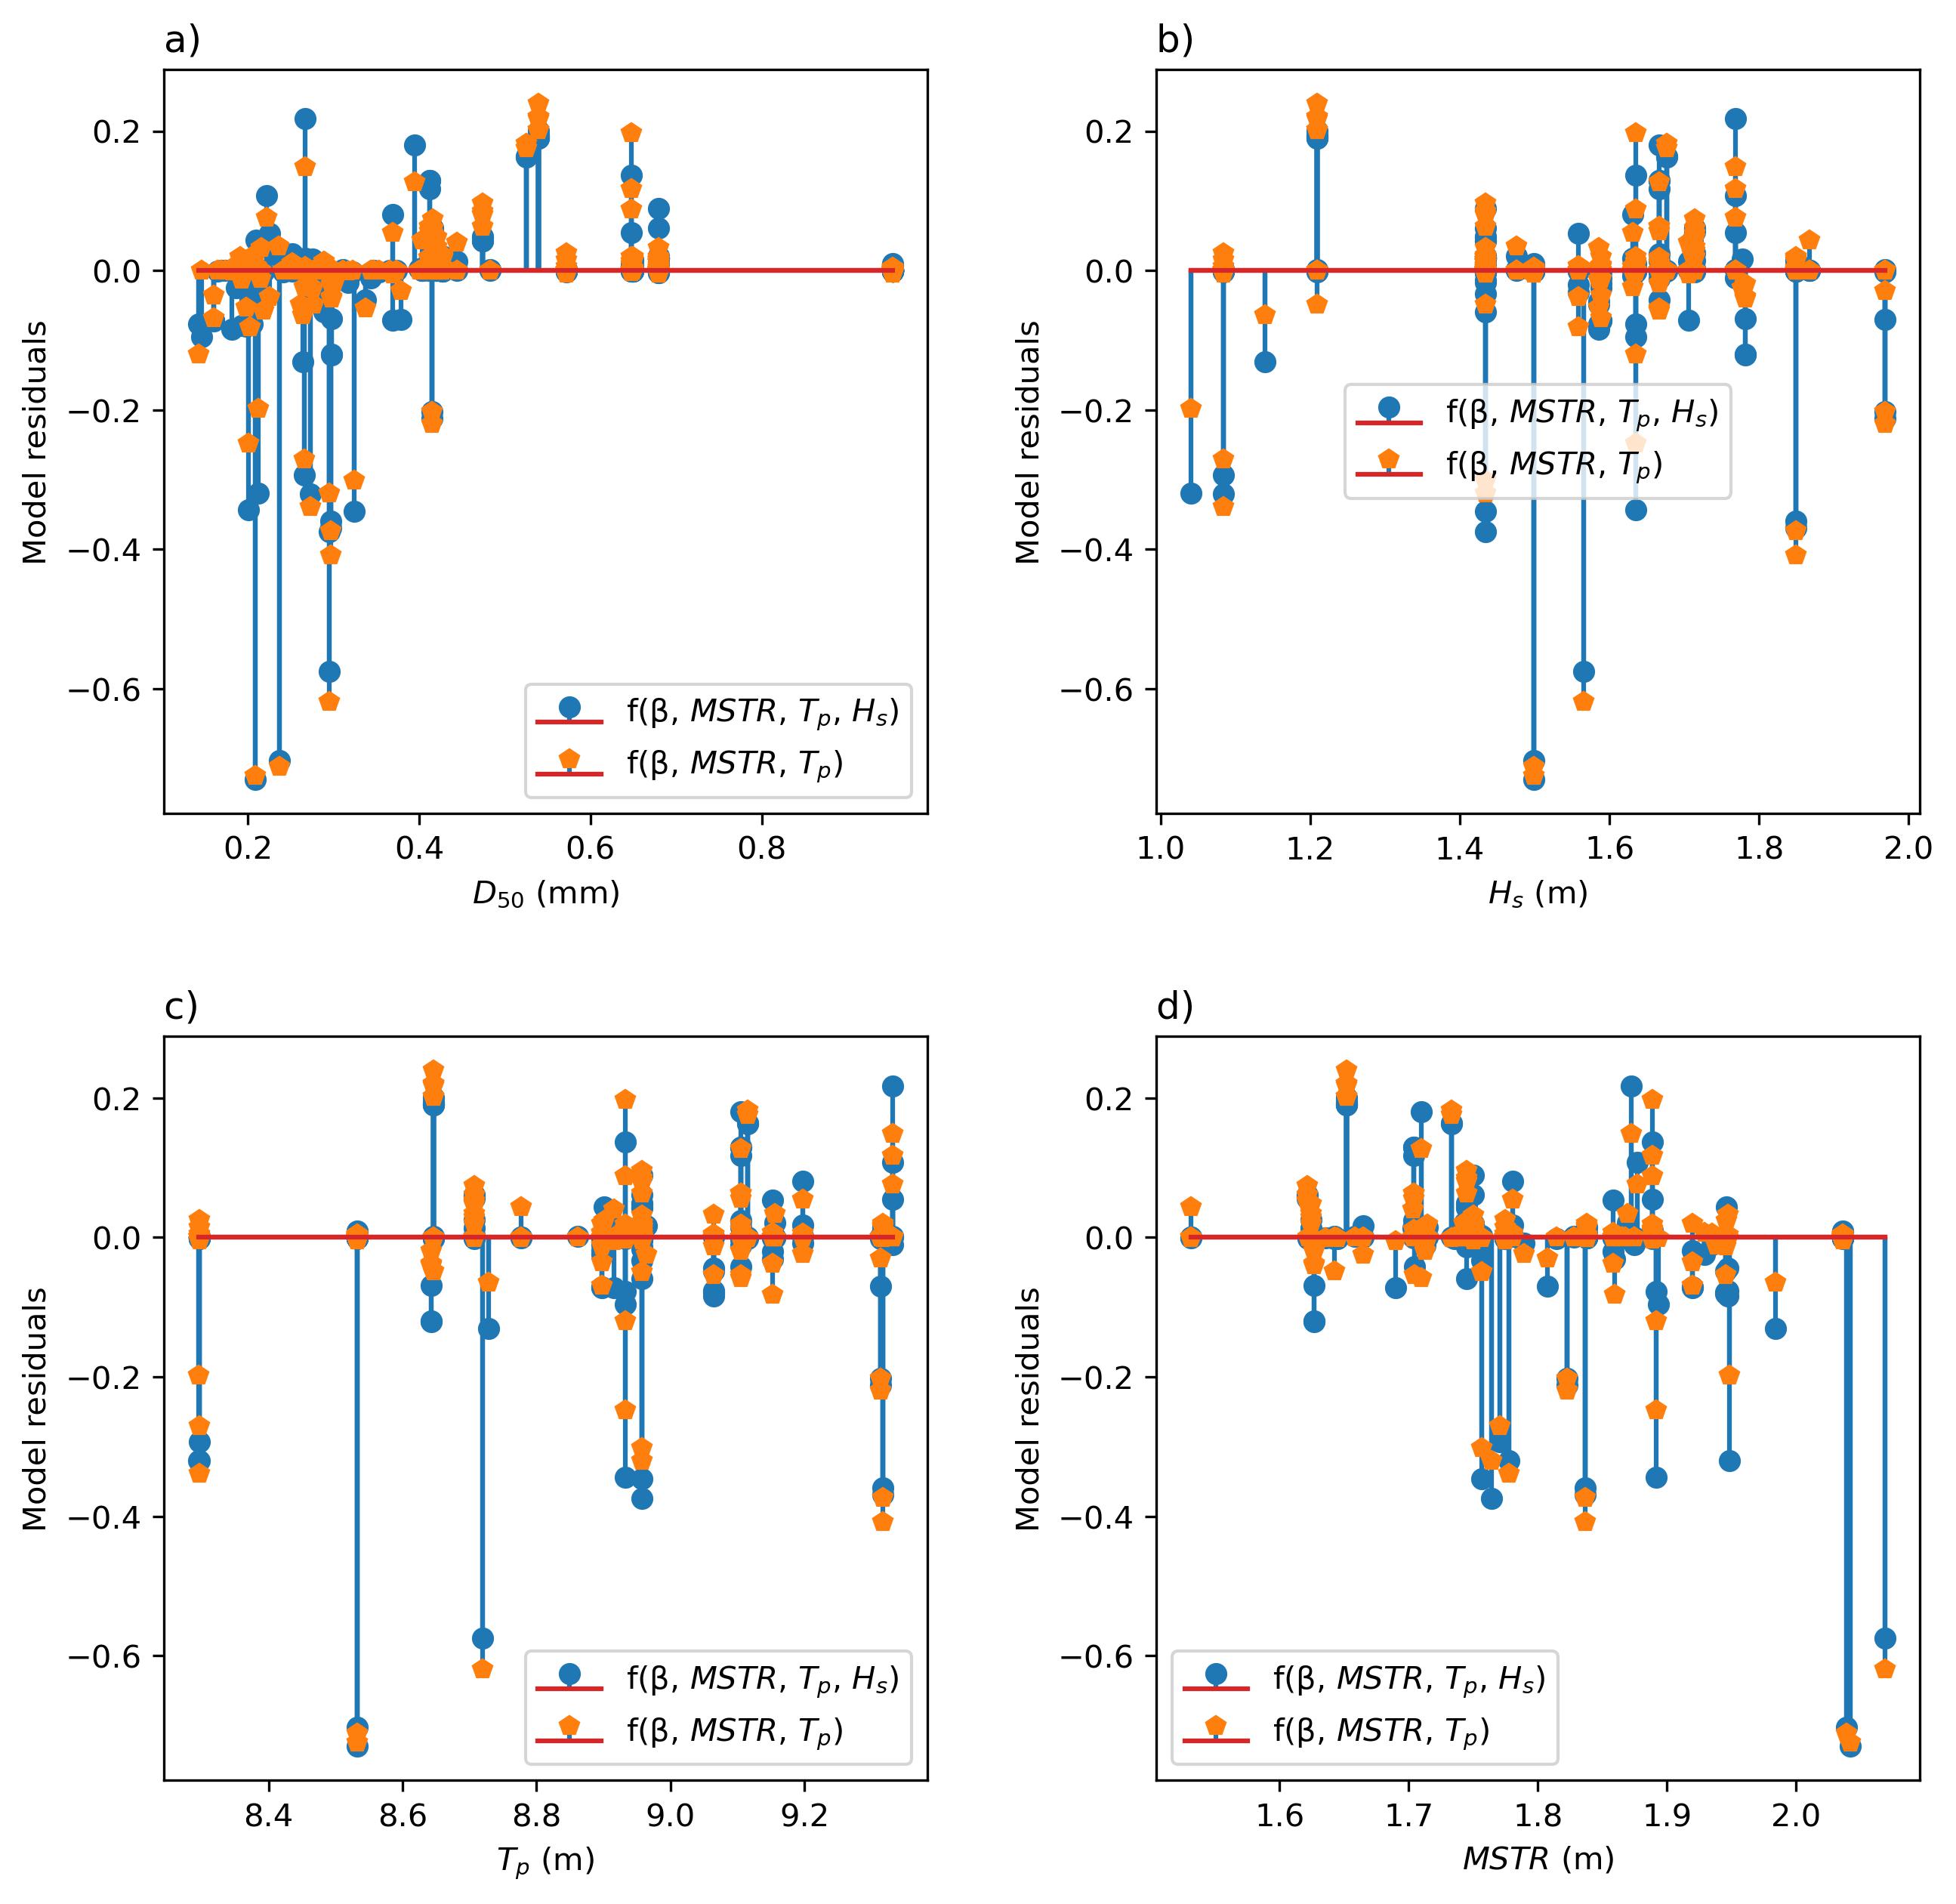 a)
0.2
0.0
−0.2
−0.4
−0.6
Model residuals
f(β, MSTR, Tp, Hs)
f(β, MSTR, Tp)
0.2 0.4 0.6 0.8
D50 (mm)
b)
0.2
0.0
−0.2
−0.4
−0.6
Model residuals
f(β, MSTR, Tp, Hs)
f(β, MSTR, Tp)
1.0 1.2 1.4 1.6 1.8 2.0
Hs (m)
c)
0.2
0.0
−0.2
−0.4
−0.6
Model residuals
f(β, MSTR, Tp, Hs)
f(β, MSTR, Tp)
8.4 8.6 8.8 9.0 9.2
Tp (m)
d)
0.2
0.0
−0.2
−0.4
−0.6
Model residuals
f(β, MSTR, Tp, Hs)
f(β, MSTR, Tp)
1.6 1.7 1.8 1.9 2.0
MSTR (m)